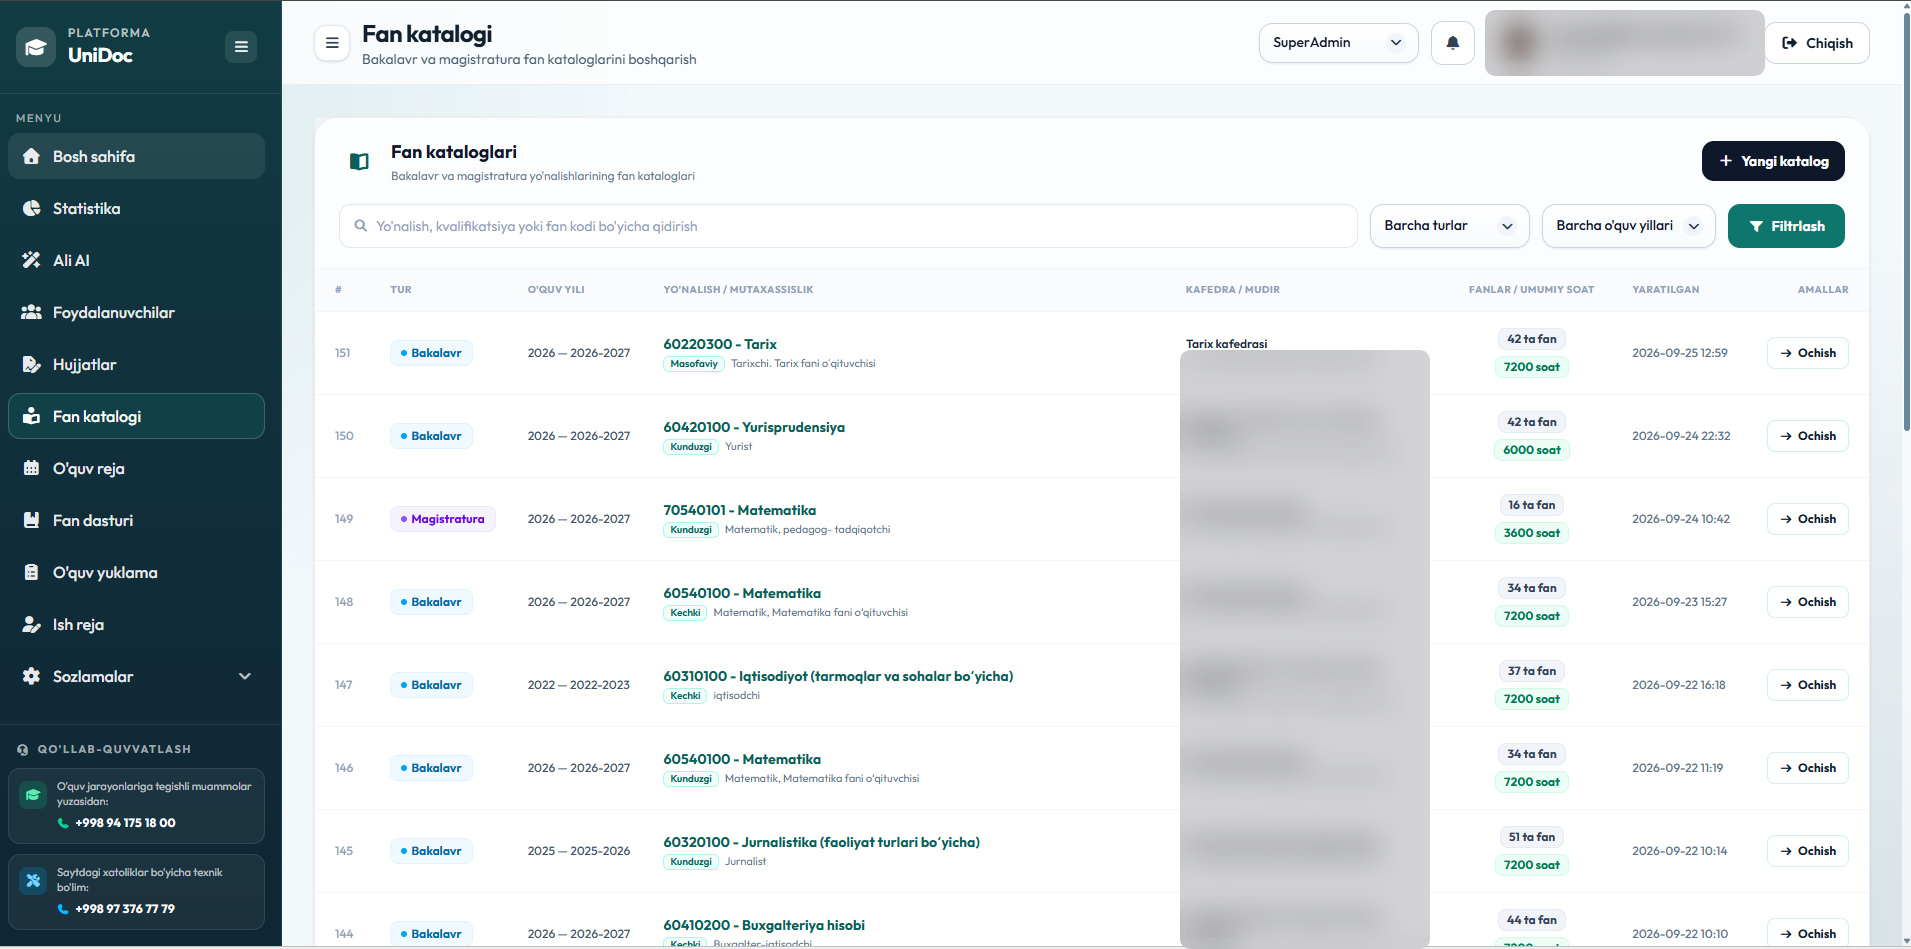 PLATFORMA
UniDoc
MENYU
Bosh sahifa
Statistika
Ali AI
Foydalanuvchilar
Hujjatlar
Fan katalogi
O'quv reja
Fan dasturi
O'quv yuklama
Ish reja
Sozlamalar
QO'LLAB-QUVVATLASH
O'quv jarayonlariga tegishli muammolar
yuzasidan:
+998 94 175 18 00
Saytdagi xatoliklar bo'yicha texnik
bo'lim:
+998 97 376 77 79
Fan katalogi
Bakalavr va magistratura fan kataloglarini boshqarish
SuperAdmin
Chiqish
Fan kataloglari
Bakalavr va magistratura yo'nalishlarining fan kataloglari
+ Yangi katalog
Yo'nalish, kvalifikatsiya yoki fan kodi bo'yicha qidirish
Barcha turlar
Barcha o'quv yillari
Filtrlash
# TUR O'QUV YILI YO'NALISH / MUTAXASSISLIK KAFEDRA / MUDIR FANLAR / UMUMIY SOAT YARATILGAN AMALLAR
151 Bakalavr 2026 — 2026-2027 60220300 - Tarix Tarix kafedrasi 42 ta fan 2026-09-25 12:59 → Ochish
Masofaviy Tarixchi. Tarix fani oʻqituvchisi 7200 soat
150 Bakalavr 2026 — 2026-2027 60420100 - Yurisprudensiya 42 ta fan 2026-09-24 22:32 → Ochish
Kunduzgi Yurist 6000 soat
149 Magistratura 2026 — 2026-2027 70540101 - Matematika 16 ta fan 2026-09-24 10:42 → Ochish
Kunduzgi Matematik, pedagog- tadqiqotchi 3600 soat
148 Bakalavr 2026 — 2026-2027 60540100 - Matematika 34 ta fan 2026-09-23 15:27 → Ochish
Kechki Matematik, Matematika fani o'qituvchisi 7200 soat
147 Bakalavr 2022 — 2022-2023 60310100 - Iqtisodiyot (tarmoqlar va sohalar boʻyicha) 37 ta fan 2026-09-22 16:18 → Ochish
Kechki iqtisodchi 7200 soat
146 Bakalavr 2026 — 2026-2027 60540100 - Matematika 34 ta fan 2026-09-22 11:19 → Ochish
Kunduzgi Matematik, Matematika fani o'qituvchisi 7200 soat
145 Bakalavr 2025 — 2025-2026 60320100 - Jurnalistika (faoliyat turlari boʻyicha) 51 ta fan 2026-09-22 10:14 → Ochish
Kunduzgi Jurnalist 7200 soat
144 Bakalavr 2026 — 2026-2027 60410200 - Buxgalteriya hisobi 44 ta fan 2026-09-22 10:10 → Ochish
Kechki Buxgalter-iqtisodchi